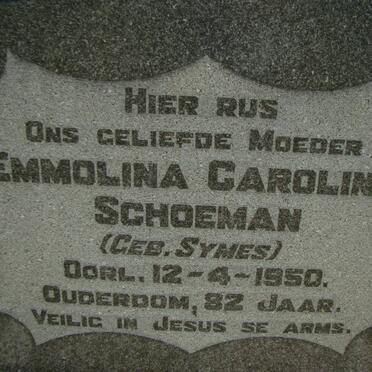 HIER RUS
ONS GELIEFDE MOEDER
EMMOLINA CAROLIN
SCHOEMAN
(GEB. SYMES)
OORL. 12-4-1950.
OUDERDOM, 82 JAAR.
VEILIG IN JESUS SE ARMS.